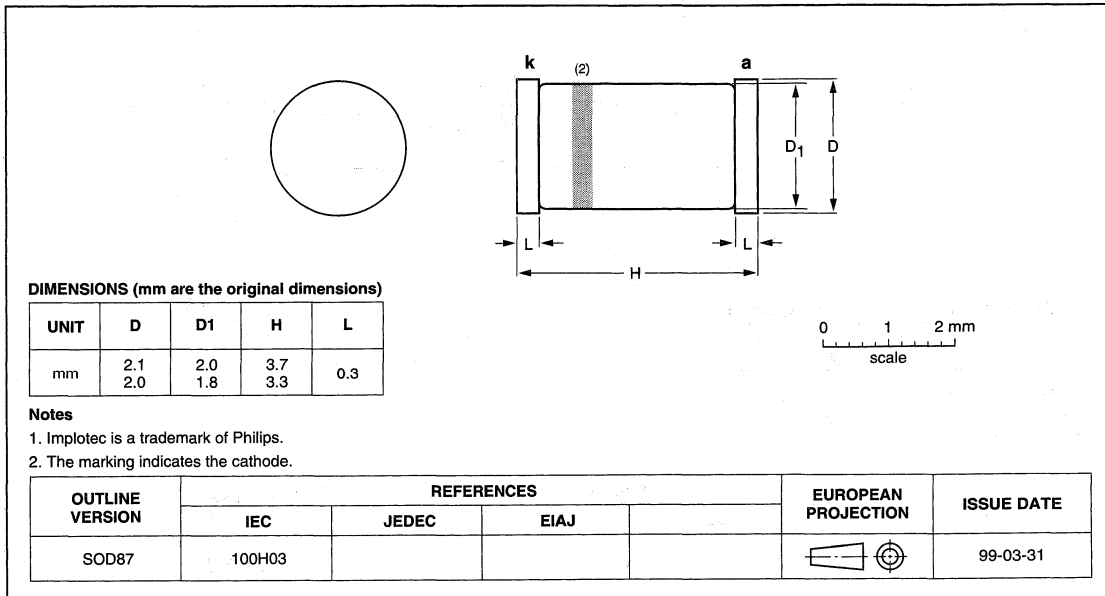 k
(2)
a
D1
D
L
L
H
DIMENSIONS (mm are the original dimensions)
UNIT D D1 H L
mm 2.1 2.0 3.7 0.3
2.0 1.8 3.3
0 1 2 mm
scale
Notes
1. Implotec is a trademark of Philips.
2. The marking indicates the cathode.
OUTLINE VERSION REFERENCES EUROPEAN PROJECTION ISSUE DATE
IEC JEDEC EIAJ
SOD87 100H03 99-03-31